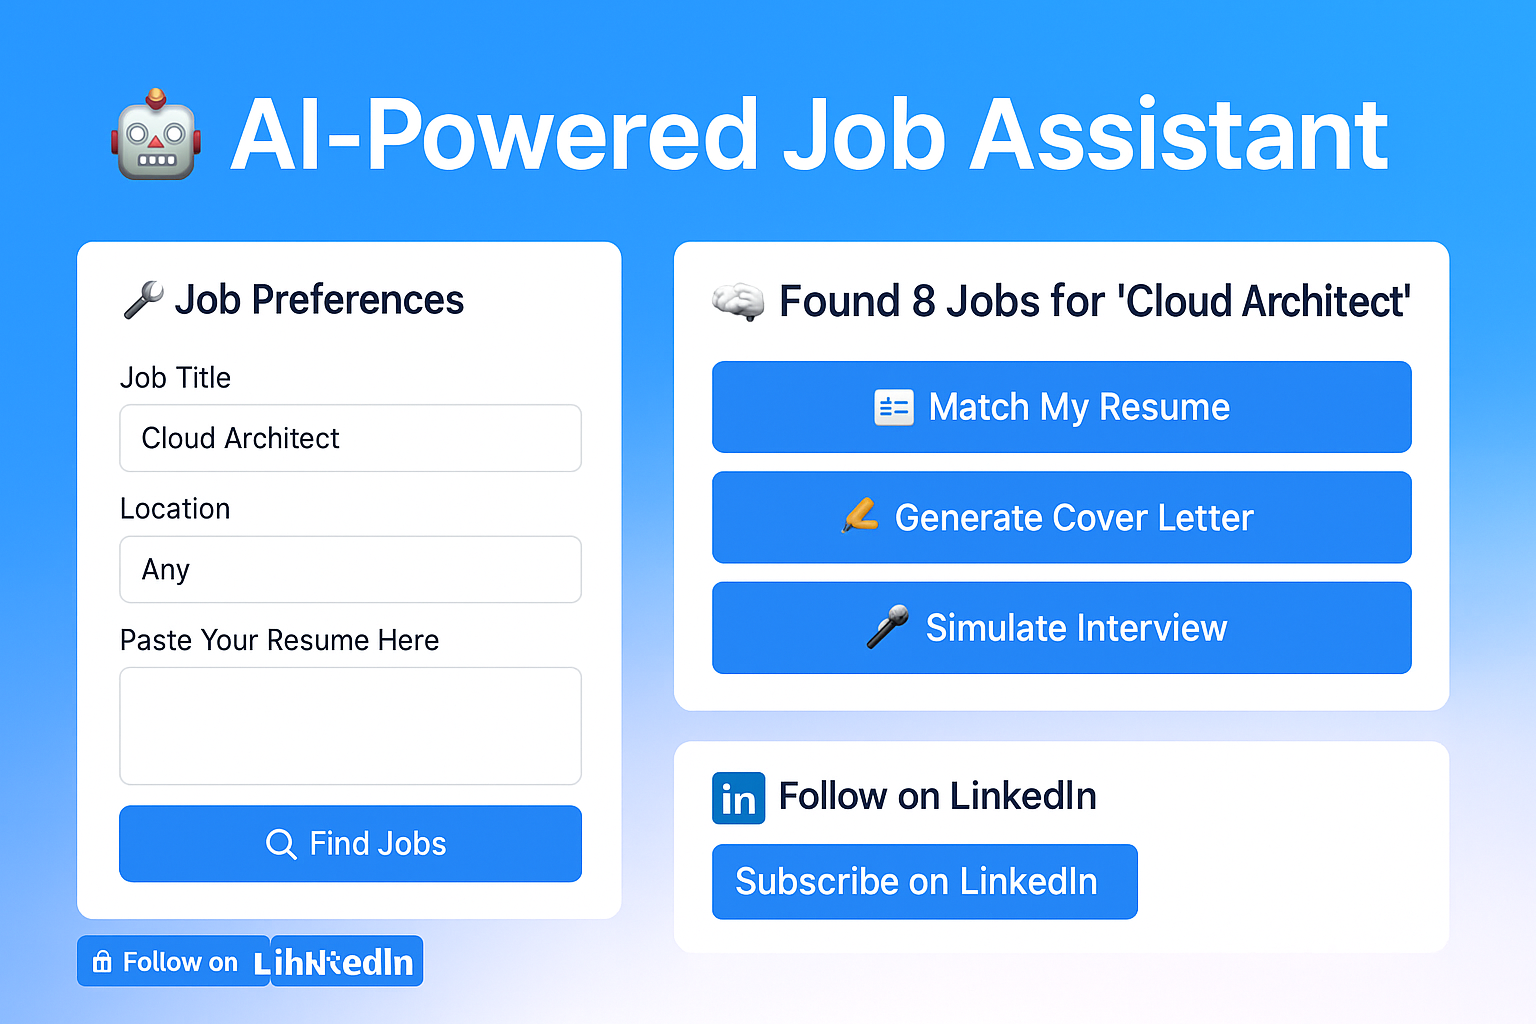 AI-Powered Job Assistant
Job Preferences
Job Title
Cloud Architect
Location
Any
Paste Your Resume Here
Find Jobs
Found 8 Jobs for 'Cloud Architect'
Match My Resume
Generate Cover Letter
Simulate Interview
in Follow on LinkedIn
Subscribe on LinkedIn
Follow on